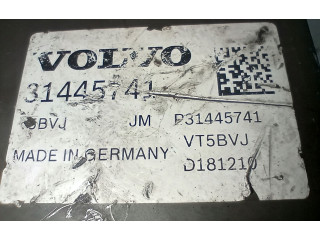 VOLVO
31445741
5BVJ JM P31445741
VT5BVJ
MADE IN GERMANY D181210